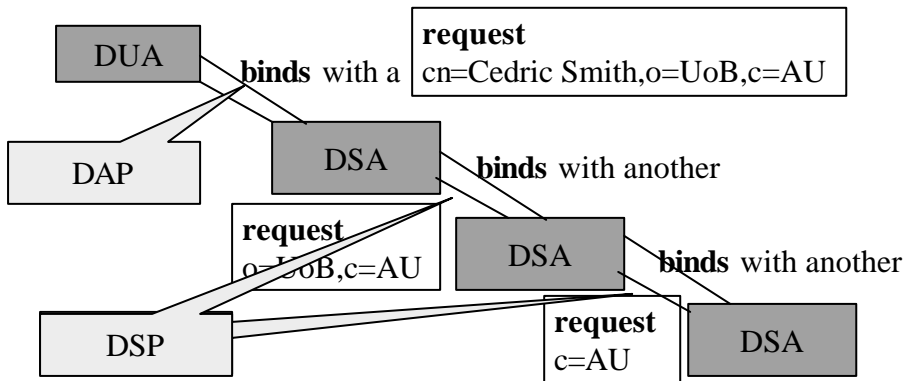 DUA
binds with a
request
cn=Cedric Smith,o=UoB,c=AU
DAP
DSA
binds with another
request
o=UoB,c=AU
DSA
binds with another
DSP
request
c=AU
DSA